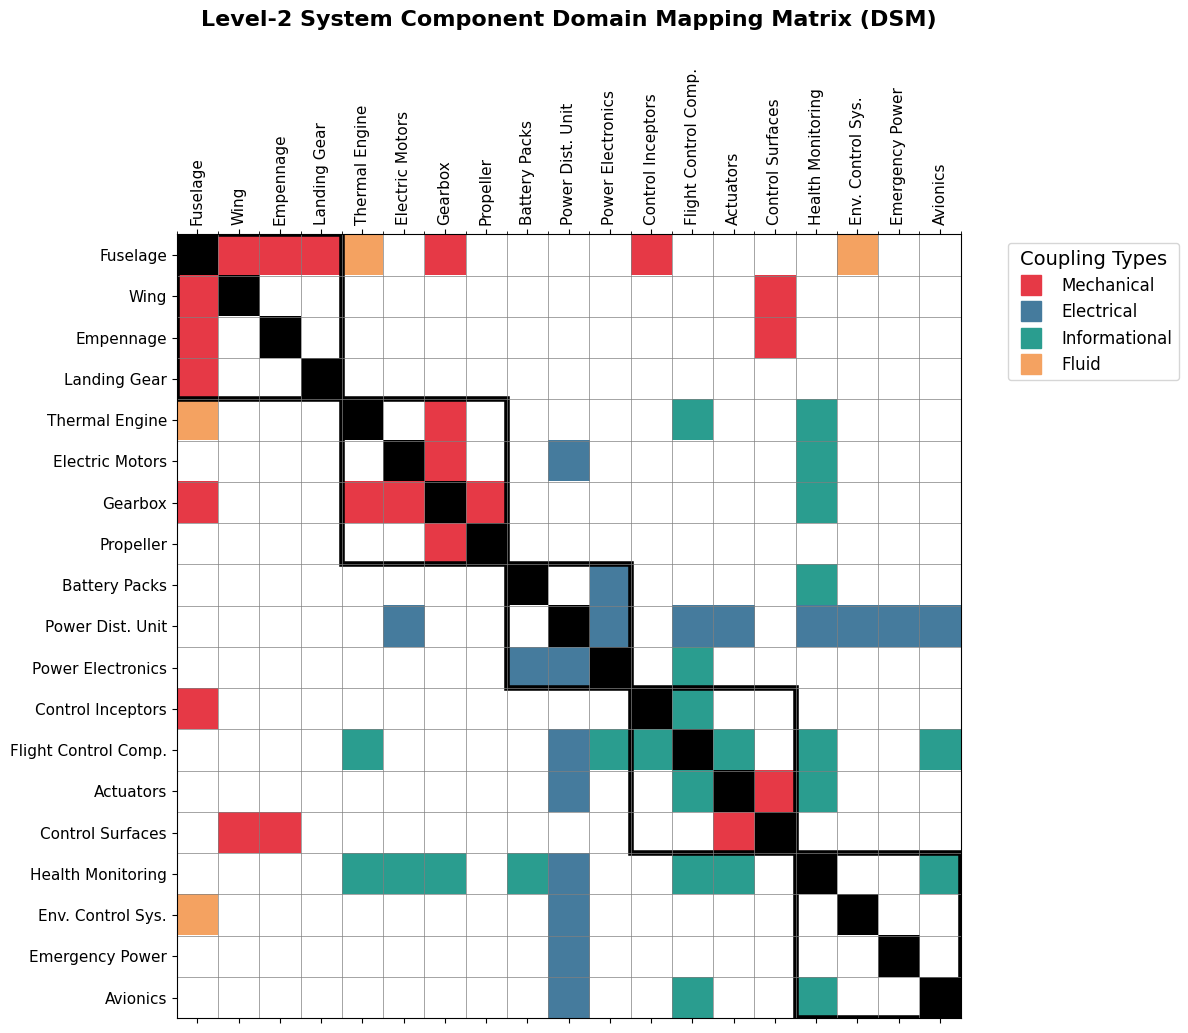 Level-2 System Component Domain Mapping Matrix (DSM)
Fuselage
Wing
Empennage
Landing Gear
Thermal Engine
Electric Motors
Gearbox
Propeller
Battery Packs
Power Dist. Unit
Power Electronics
Control Inceptors
Flight Control Comp.
Actuators
Control Surfaces
Health Monitoring
Env. Control Sys.
Emergency Power
Avionics
Fuselage
Wing
Empennage
Landing Gear
Thermal Engine
Electric Motors
Gearbox
Propeller
Battery Packs
Power Dist. Unit
Power Electronics
Control Inceptors
Flight Control Comp.
Actuators
Control Surfaces
Health Monitoring
Env. Control Sys.
Emergency Power
Avionics
Coupling Types
Mechanical
Electrical
Informational
Fluid